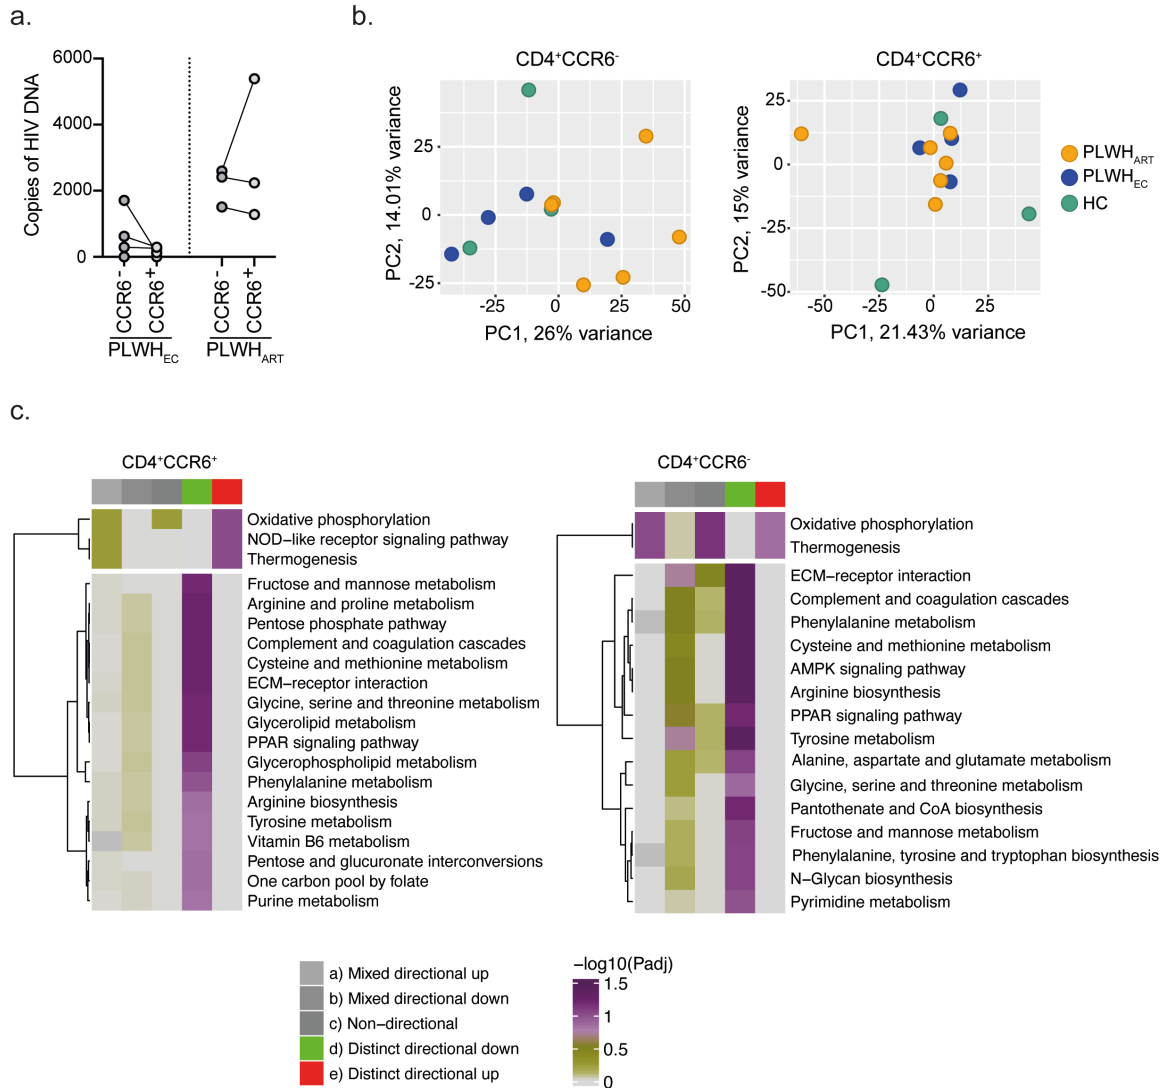 a.
b.
6000
4000
2000
0
Copies of HIV DNA
CCR6⁻
CCR6⁺
CCR6⁻
CCR6⁺
PLWHEC
PLWHART
CD4⁺CCR6⁻
25
0
-25
PC2, 14.01% variance
-25
0
25
50
PC1, 26% variance
CD4⁺CCR6⁺
25
0
-25
-50
PC2, 15% variance
-50
-25
0
25
PC1, 21.43% variance
PLWHART
PLWHEC
HC
c.
CD4⁺CCR6⁺
Oxidative phosphorylation
NOD−like receptor signaling pathway
Thermogenesis
Fructose and mannose metabolism
Arginine and proline metabolism
Pentose phosphate pathway
Complement and coagulation cascades
Cysteine and methionine metabolism
ECM−receptor interaction
Glycine, serine and threonine metabolism
Glycerolipid metabolism
PPAR signaling pathway
Glycerophospholipid metabolism
Phenylalanine metabolism
Arginine biosynthesis
Tyrosine metabolism
Vitamin B6 metabolism
Pentose and glucuronate interconversions
One carbon pool by folate
Purine metabolism
CD4⁺CCR6⁻
Oxidative phosphorylation
Thermogenesis
ECM−receptor interaction
Complement and coagulation cascades
Phenylalanine metabolism
Cysteine and methionine metabolism
AMPK signaling pathway
Arginine biosynthesis
PPAR signaling pathway
Tyrosine metabolism
Alanine, aspartate and glutamate metabolism
Glycine, serine and threonine metabolism
Pantothenate and CoA biosynthesis
Fructose and mannose metabolism
Phenylalanine, tyrosine and tryptophan biosynthesis
N−Glycan biosynthesis
Pyrimidine metabolism
a) Mixed directional up
b) Mixed directional down
c) Non-directional
d) Distinct directional down
e) Distinct directional up
−log10(Padj)
1.5
1
0.5
0